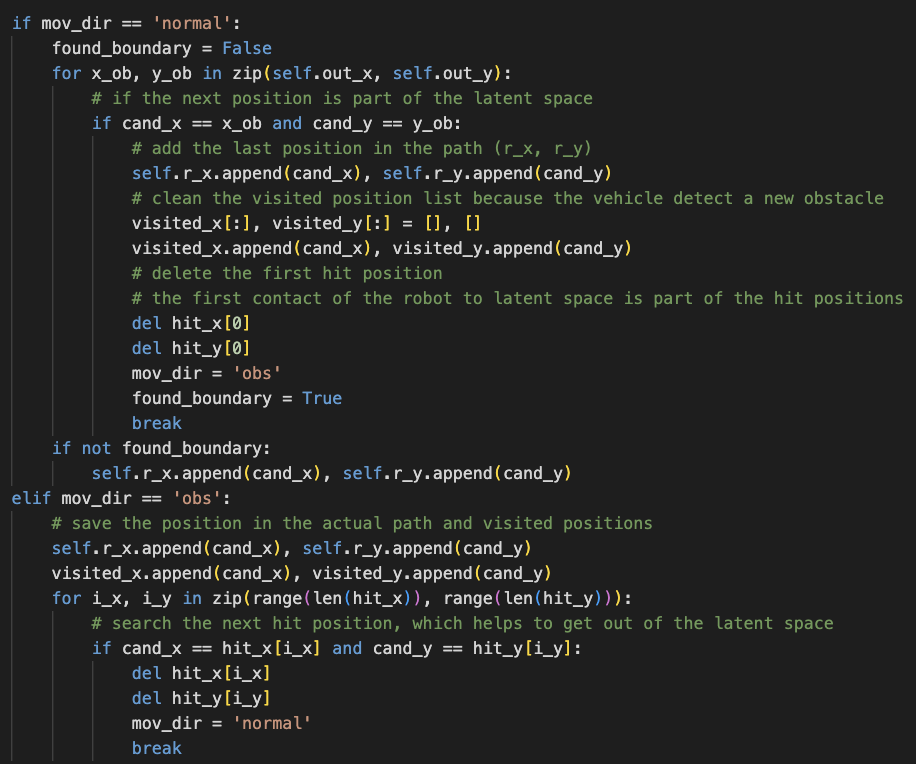 if mov_dir == 'normal':
    found_boundary = False
    for x_ob, y_ob in zip(self.out_x, self.out_y):
        # if the next position is part of the latent space
        if cand_x == x_ob and cand_y == y_ob:
            # add the last position in the path (r_x, r_y)
            self.r_x.append(cand_x), self.r_y.append(cand_y)
            # clean the visited position list because the vehicle detect a new obstacle
            visited_x[:], visited_y[:] = [], []
            visited_x.append(cand_x), visited_y.append(cand_y)
            # delete the first hit position
            # the first contact of the robot to latent space is part of the hit positions
            del hit_x[0]
            del hit_y[0]
            mov_dir = 'obs'
            found_boundary = True
            break
    if not found_boundary:
        self.r_x.append(cand_x), self.r_y.append(cand_y)
elif mov_dir == 'obs':
    # save the position in the actual path and visited positions
    self.r_x.append(cand_x), self.r_y.append(cand_y)
    visited_x.append(cand_x), visited_y.append(cand_y)
    for i_x, i_y in zip(range(len(hit_x)), range(len(hit_y))):
        # search the next hit position, which helps to get out of the latent space
        if cand_x == hit_x[i_x] and cand_y == hit_y[i_y]:
            del hit_x[i_x]
            del hit_y[i_y]
            mov_dir = 'normal'
            break